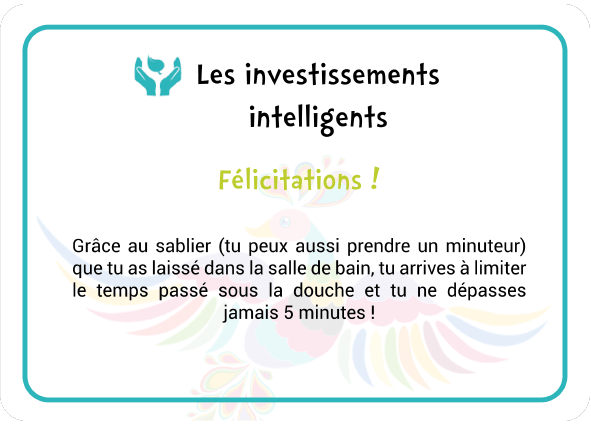 Les investissements
intelligents
Félicitations !
Grâce au sablier (tu peux aussi prendre un minuteur)
que tu as laissé dans la salle de bain, tu arrives à limiter
le temps passé sous la douche et tu ne dépasses
jamais 5 minutes !